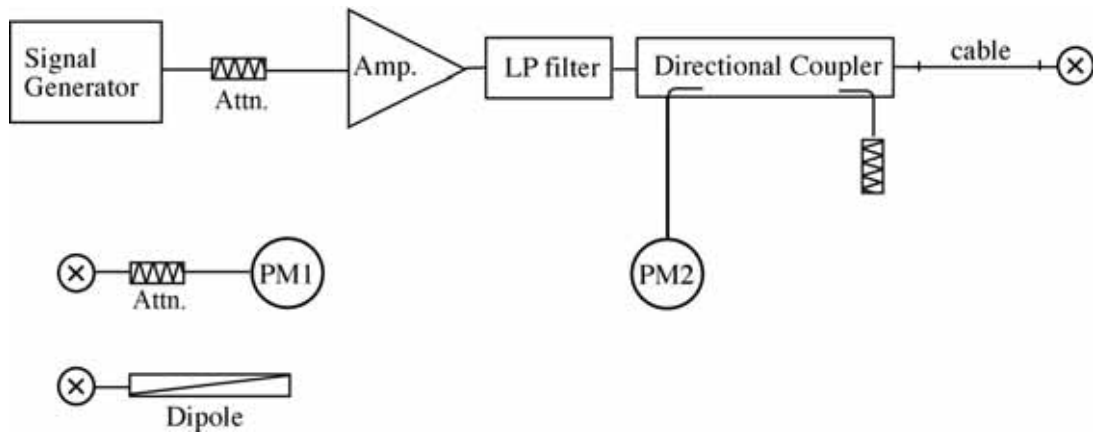 Signal
Generator
Attn.
Amp.
LP filter
Directional Coupler
cable
PM1
Attn.
PM2
Dipole